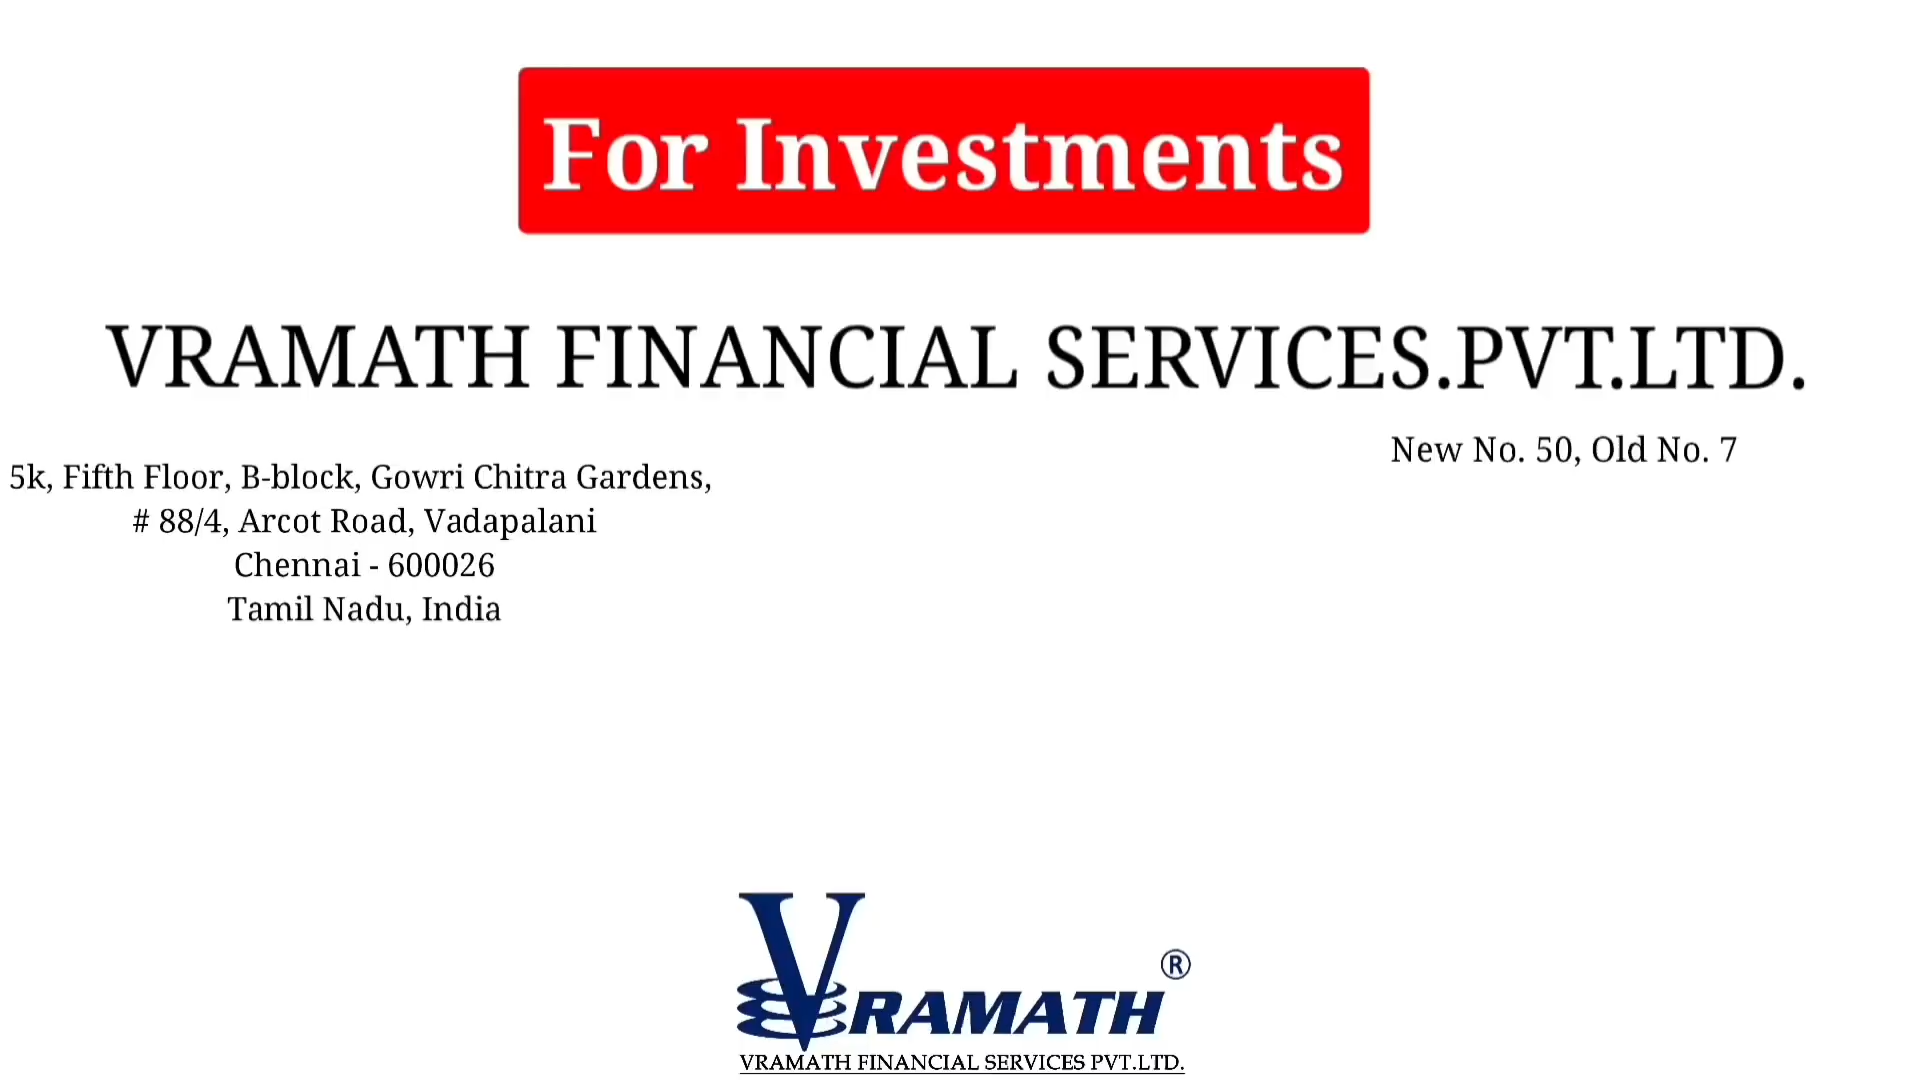 For Investments
VRAMATH FINANCIAL SERVICES.PVT.LTD.
5k, Fifth Floor, B-block, Gowri Chitra Gardens,
# 88/4, Arcot Road, Vadapalani
Chennai - 600026
Tamil Nadu, India
New No. 50, Old No. 7
VRAMATH ®
VRAMATH FINANCIAL SERVICES PVT.LTD.